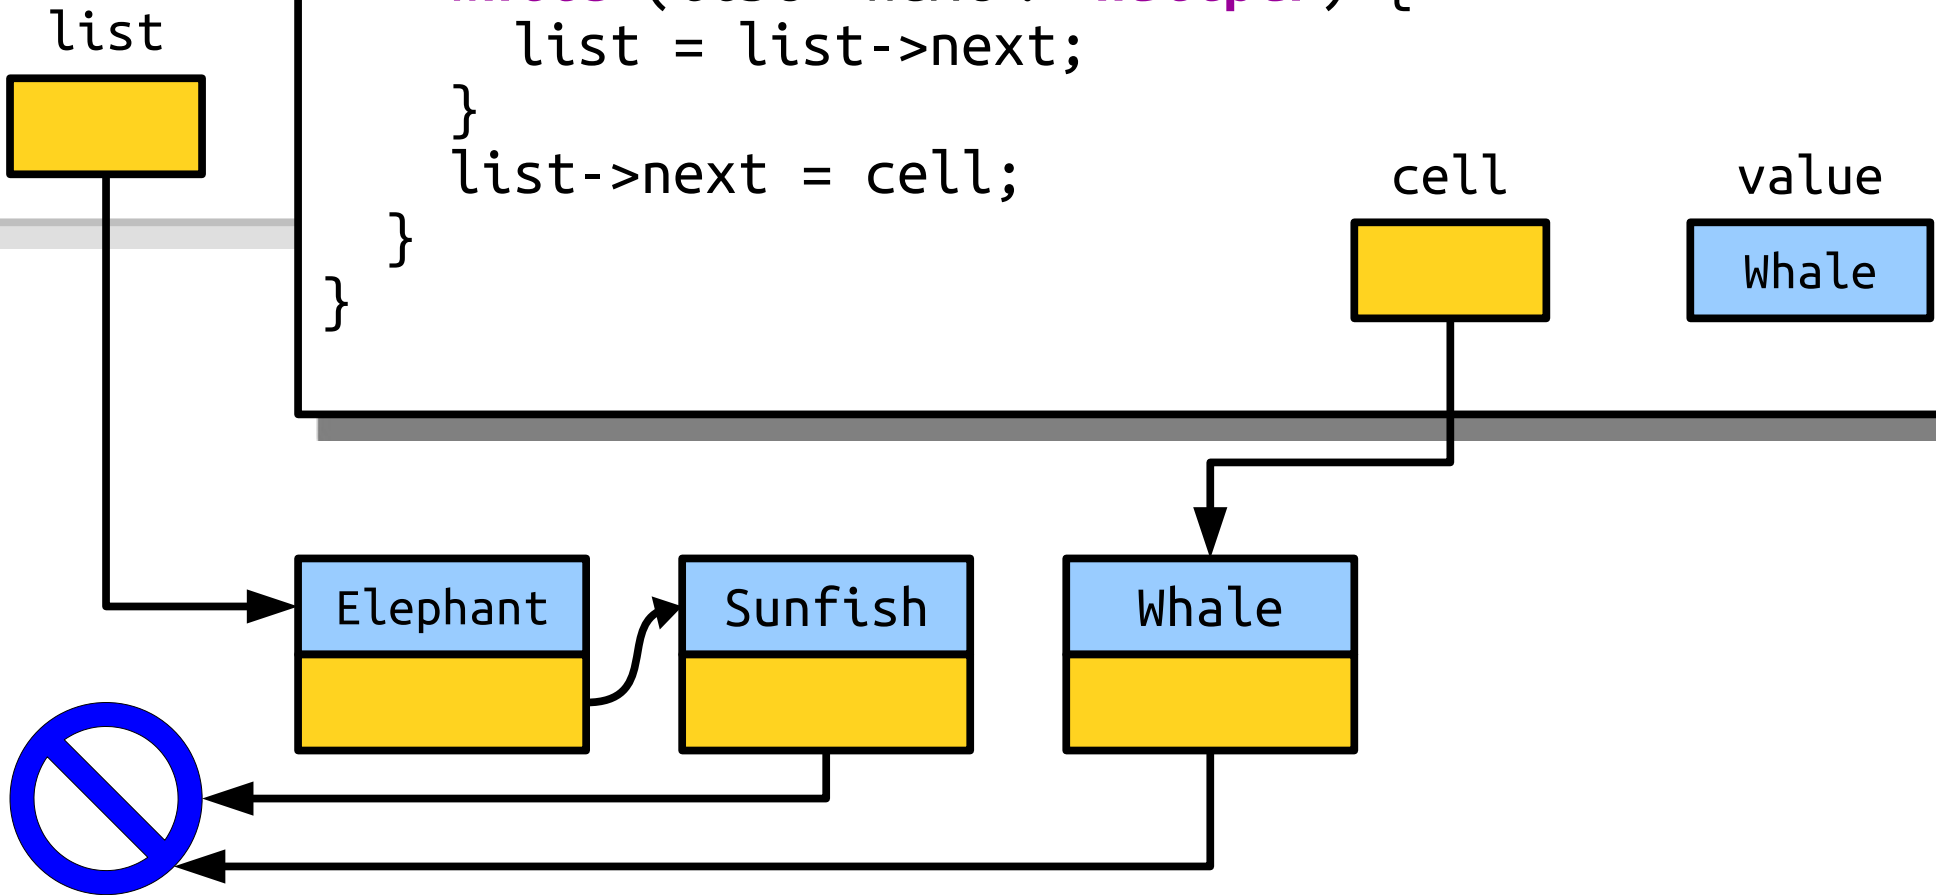 list
list = list->next;
}
list->next = cell;
}
}
cell
value
Whale
Elephant
Sunfish
Whale